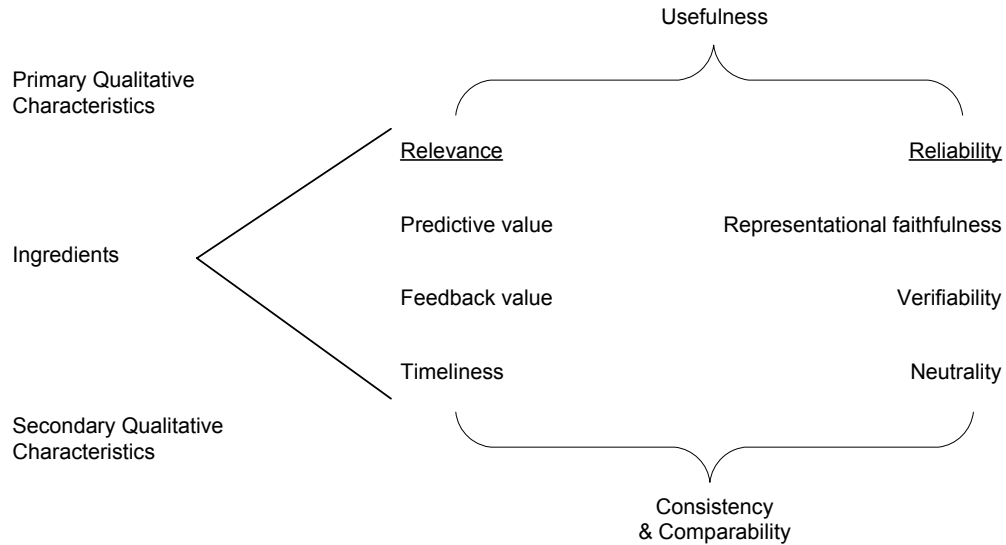 Usefulness
Primary Qualitative
Characteristics
Relevance
Reliability
Predictive value
Representational faithfulness
Ingredients
Feedback value
Verifiability
Timeliness
Neutrality
Secondary Qualitative
Characteristics
Consistency
& Comparability